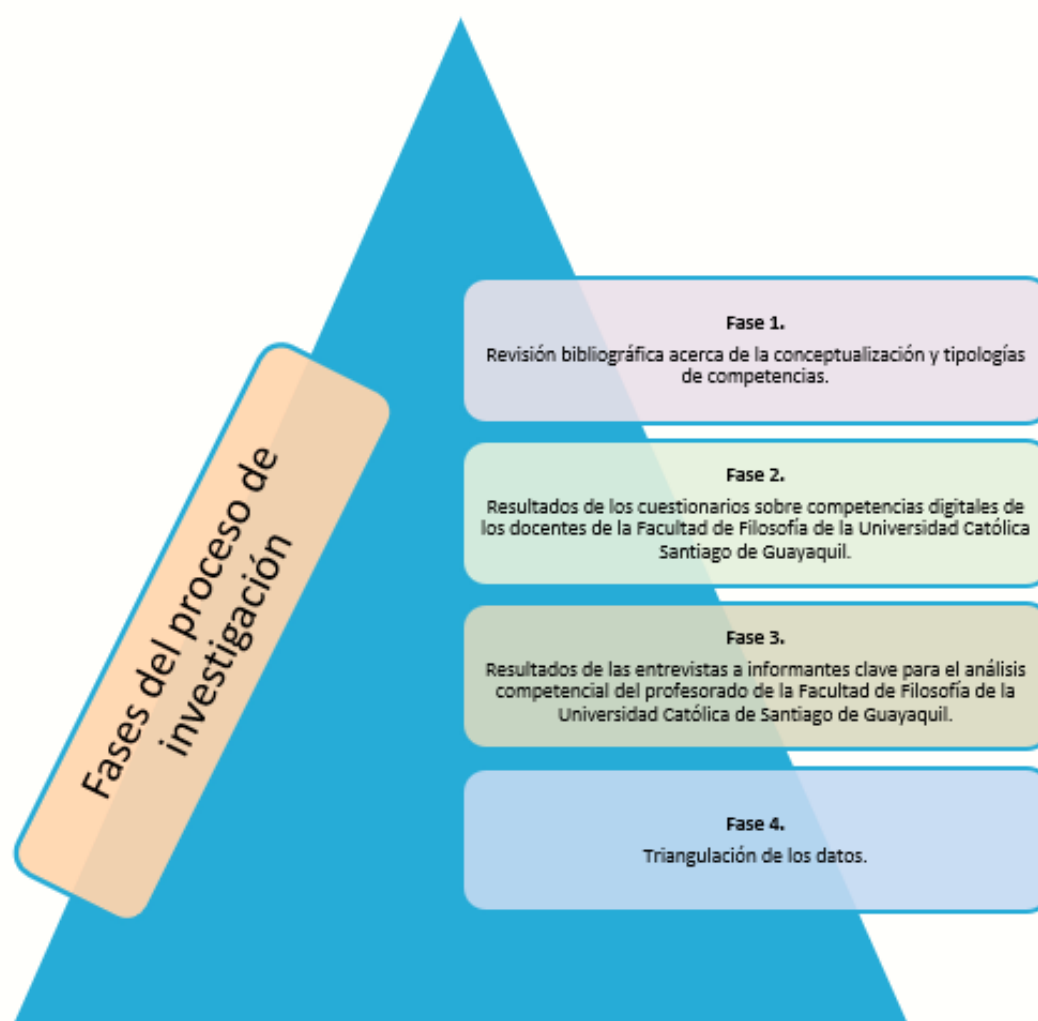 Fases del proceso de
investigación
Fase 1.
Revisión bibliográfica acerca de la conceptualización y tipologías
de competencias.
Fase 2.
Resultados de los cuestionarios sobre competencias digitales de
los docentes de la Facultad de Filosofía de la Universidad Católica
Santiago de Guayaquil.
Fase 3.
Resultados de las entrevistas a informantes clave para el análisis
competencial del profesorado de la Facultad de Filosofía de la
Universidad Católica de Santiago de Guayaquil.
Fase 4.
Triangulación de los datos.